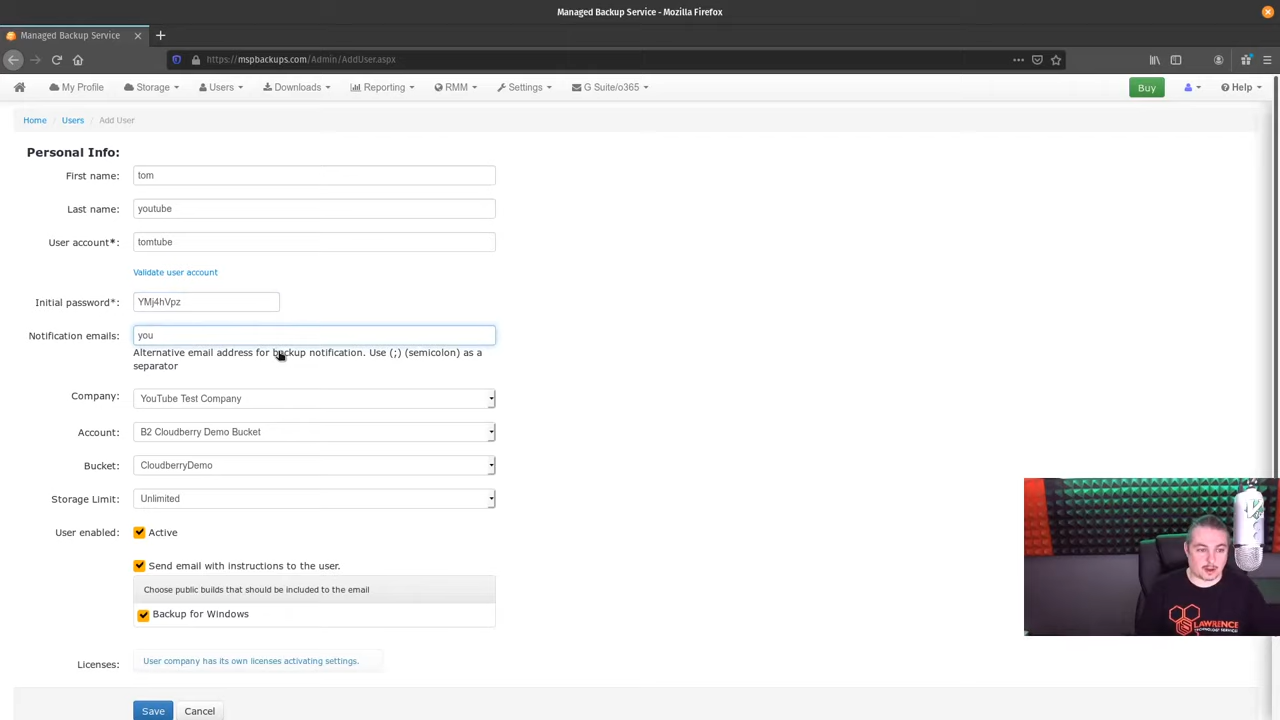 Managed Backup Service - Mozilla Firefox
Managed Backup Service
https://mspbackups.com/Admin/AddUser.aspx
My Profile Storage Users Downloads Reporting RMM Settings G Suite/o365 Buy Help
Home / Users / Add User
Personal Info:
First name: tom
Last name: youtube
User account*: tomtube
Validate user account
Initial password*: YMj4hVpz
Notification emails: you
Alternative email address for backup notification. Use (;) (semicolon) as a
separator
Company: YouTube Test Company
Account: B2 Cloudberry Demo Bucket
Bucket: CloudberryDemo
Storage Limit: Unlimited
User enabled: Active
Send email with instructions to the user.
Choose public builds that should be included to the email
Backup for Windows
Licenses: User company has its own licenses activating settings.
Save Cancel
LAWRENCE